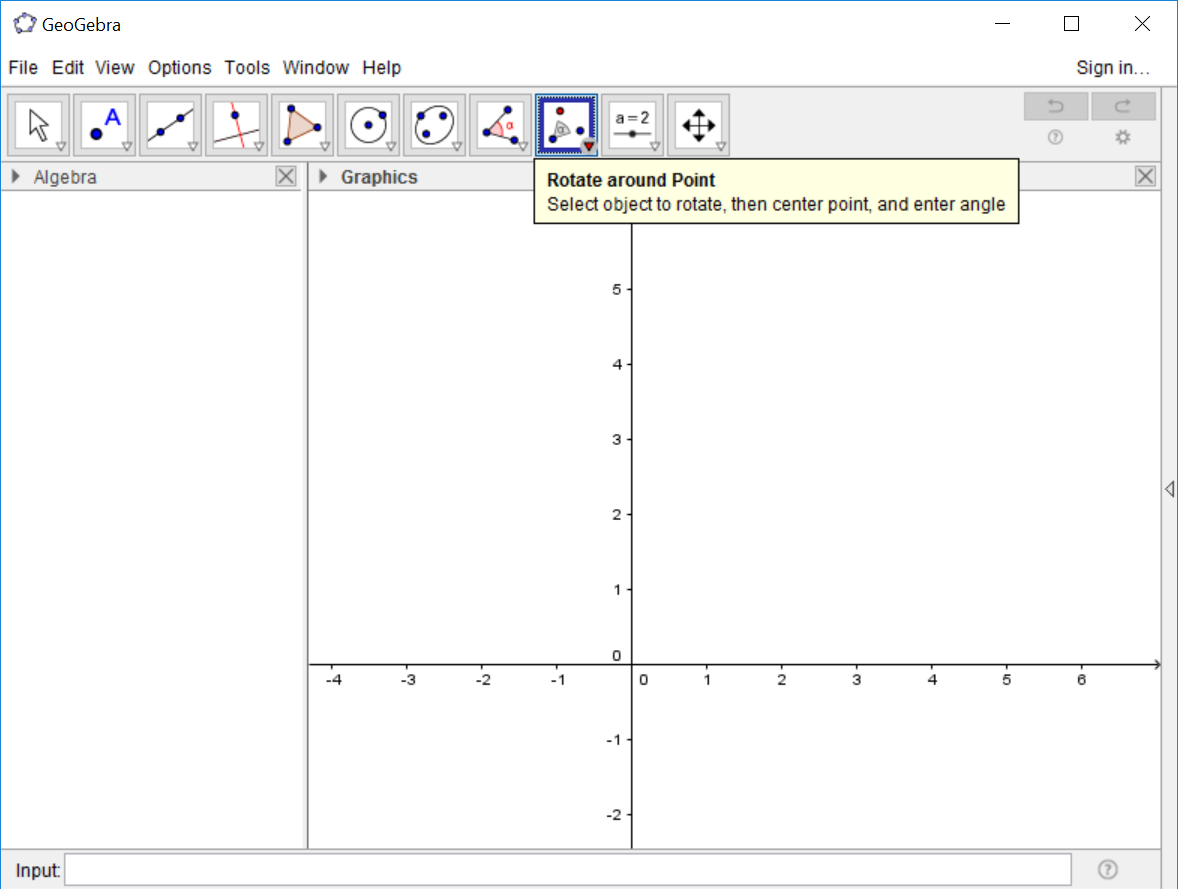 GeoGebra
File Edit View Options Tools Window Help Sign in...
A α α a=2
Algebra Graphics
Rotate around Point
Select object to rotate, then center point, and enter angle
5
4
3
2
1
0
-4 -3 -2 -1 0 1 2 3 4 5 6
-1
-2
Input: